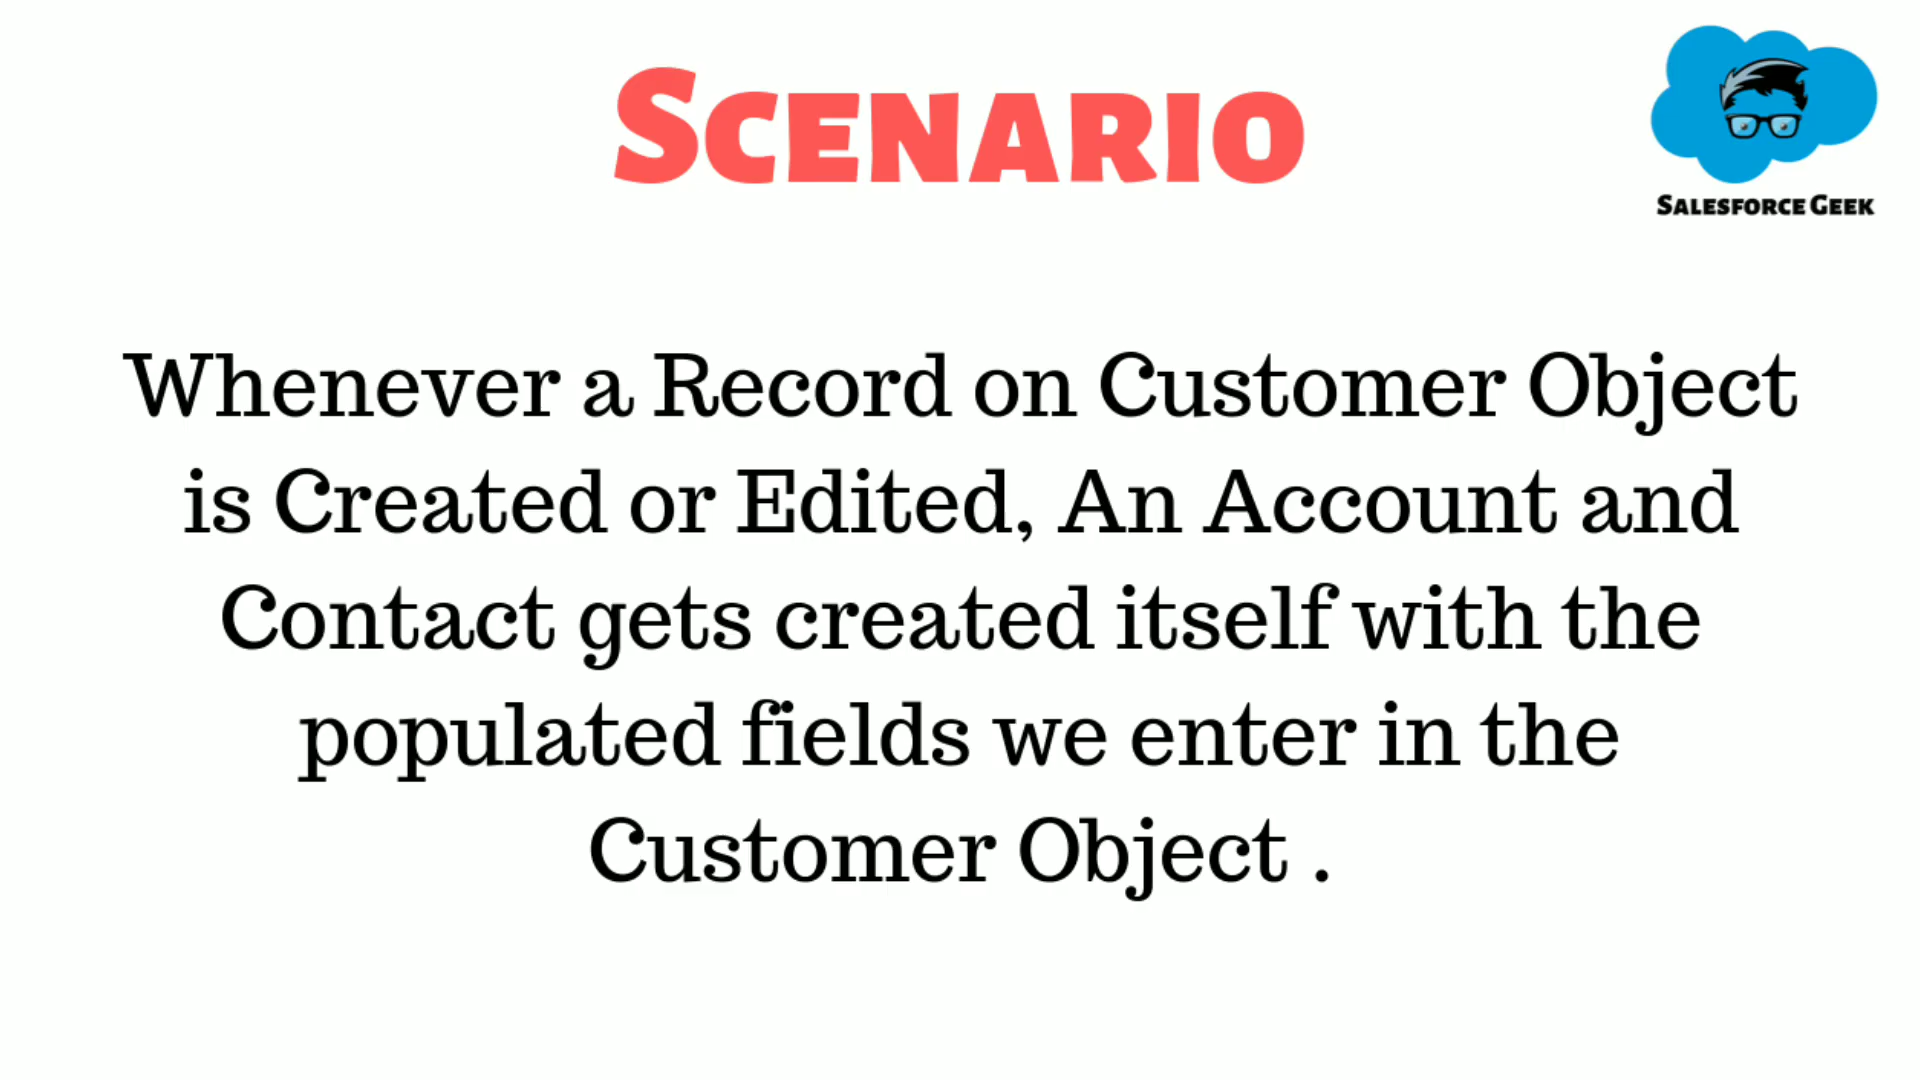 SCENARIO
SALESFORCE GEEK
Whenever a Record on Customer Object
is Created or Edited, An Account and
Contact gets created itself with the
populated fields we enter in the
Customer Object .